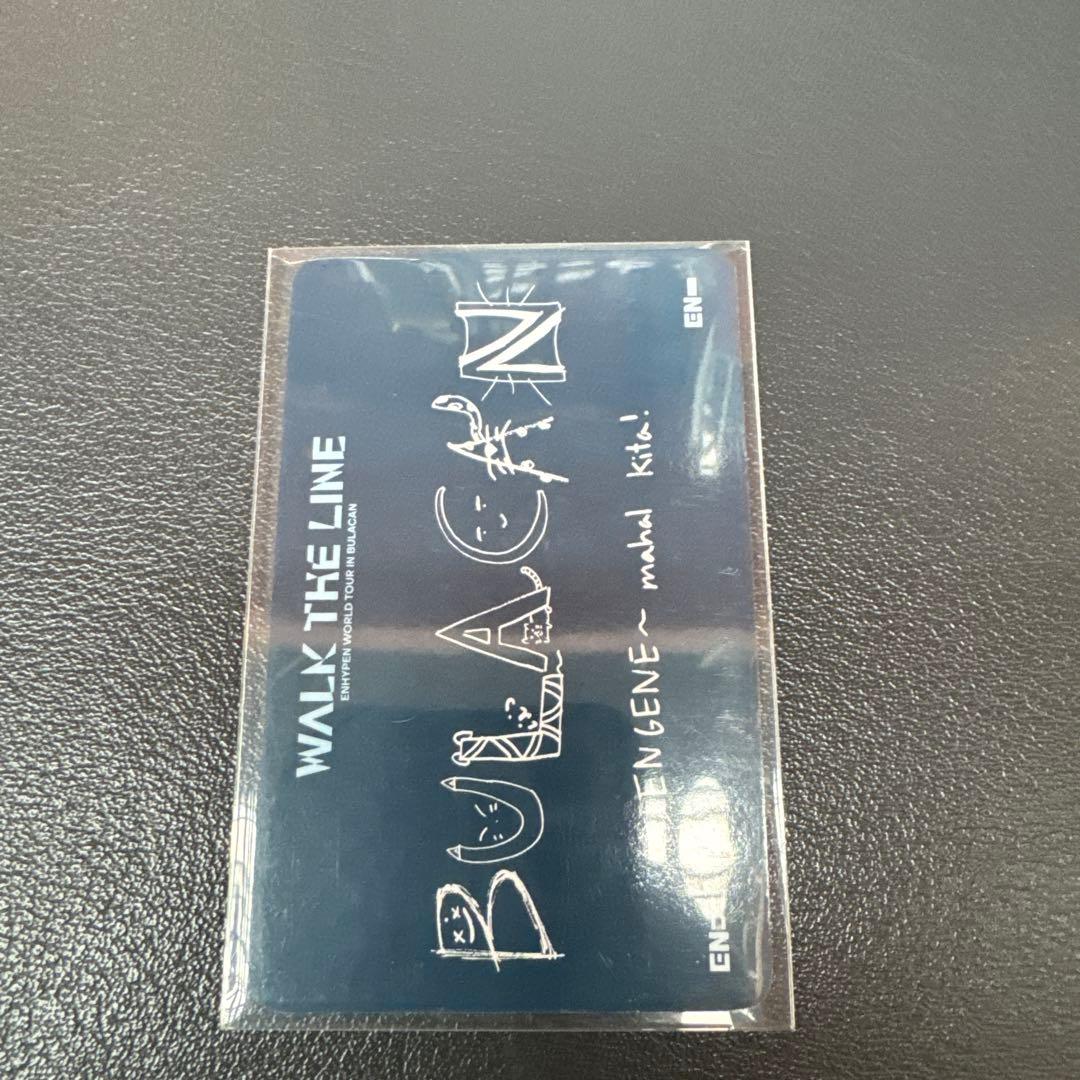 WALK THE LINE
ENHYPEN WORLD TOUR IN BULACAN
BULACAN
ENGENE~ mahal kita!
EN-
EN-